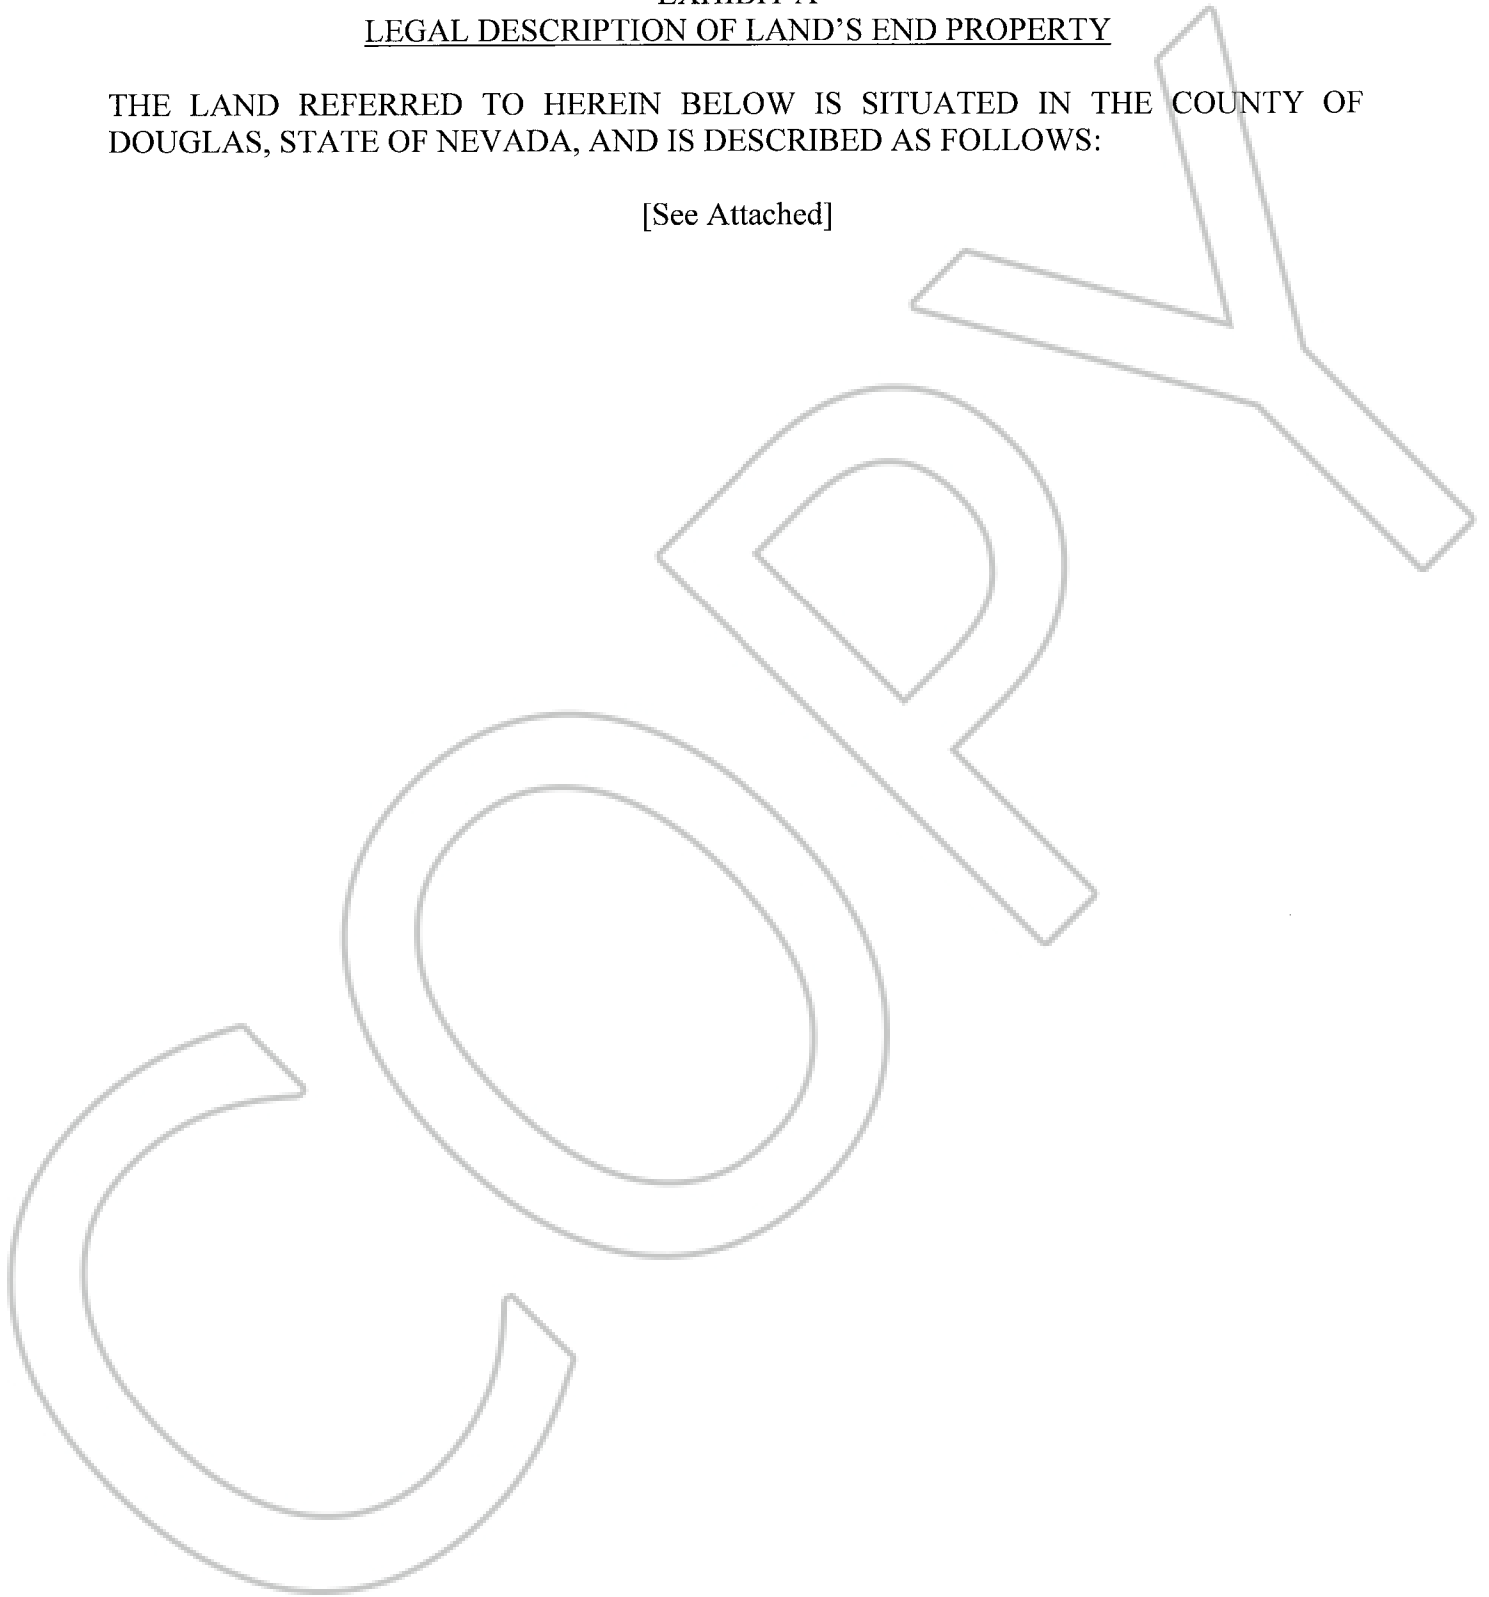 EXHIBIT A
LEGAL DESCRIPTION OF LAND’S END PROPERTY
THE LAND REFERRED TO HEREIN BELOW IS SITUATED IN THE COUNTY OF
DOUGLAS, STATE OF NEVADA, AND IS DESCRIBED AS FOLLOWS:
[See Attached]
COPY